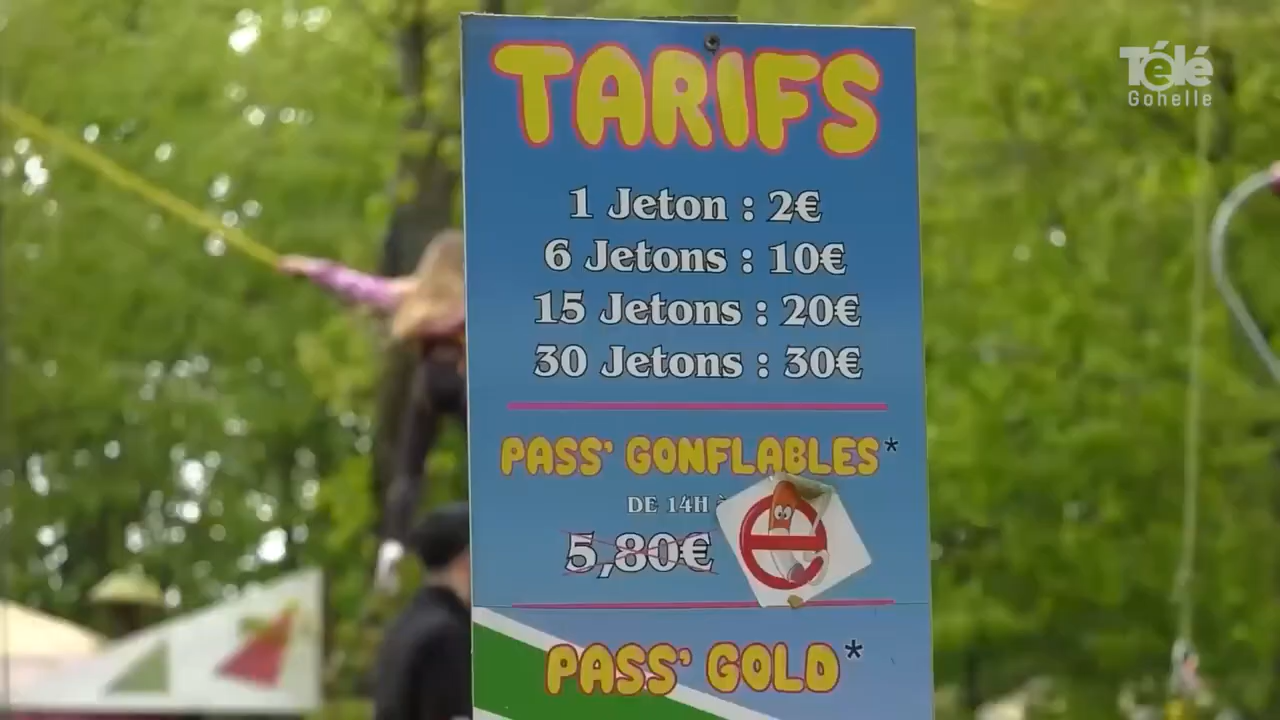 Télé
Gohelle
TARIFS
1 Jeton : 2€
6 Jetons : 10€
15 Jetons : 20€
30 Jetons : 30€
PASS' GONFLABLES*
DE 14H
5,80€
PASS' GOLD*